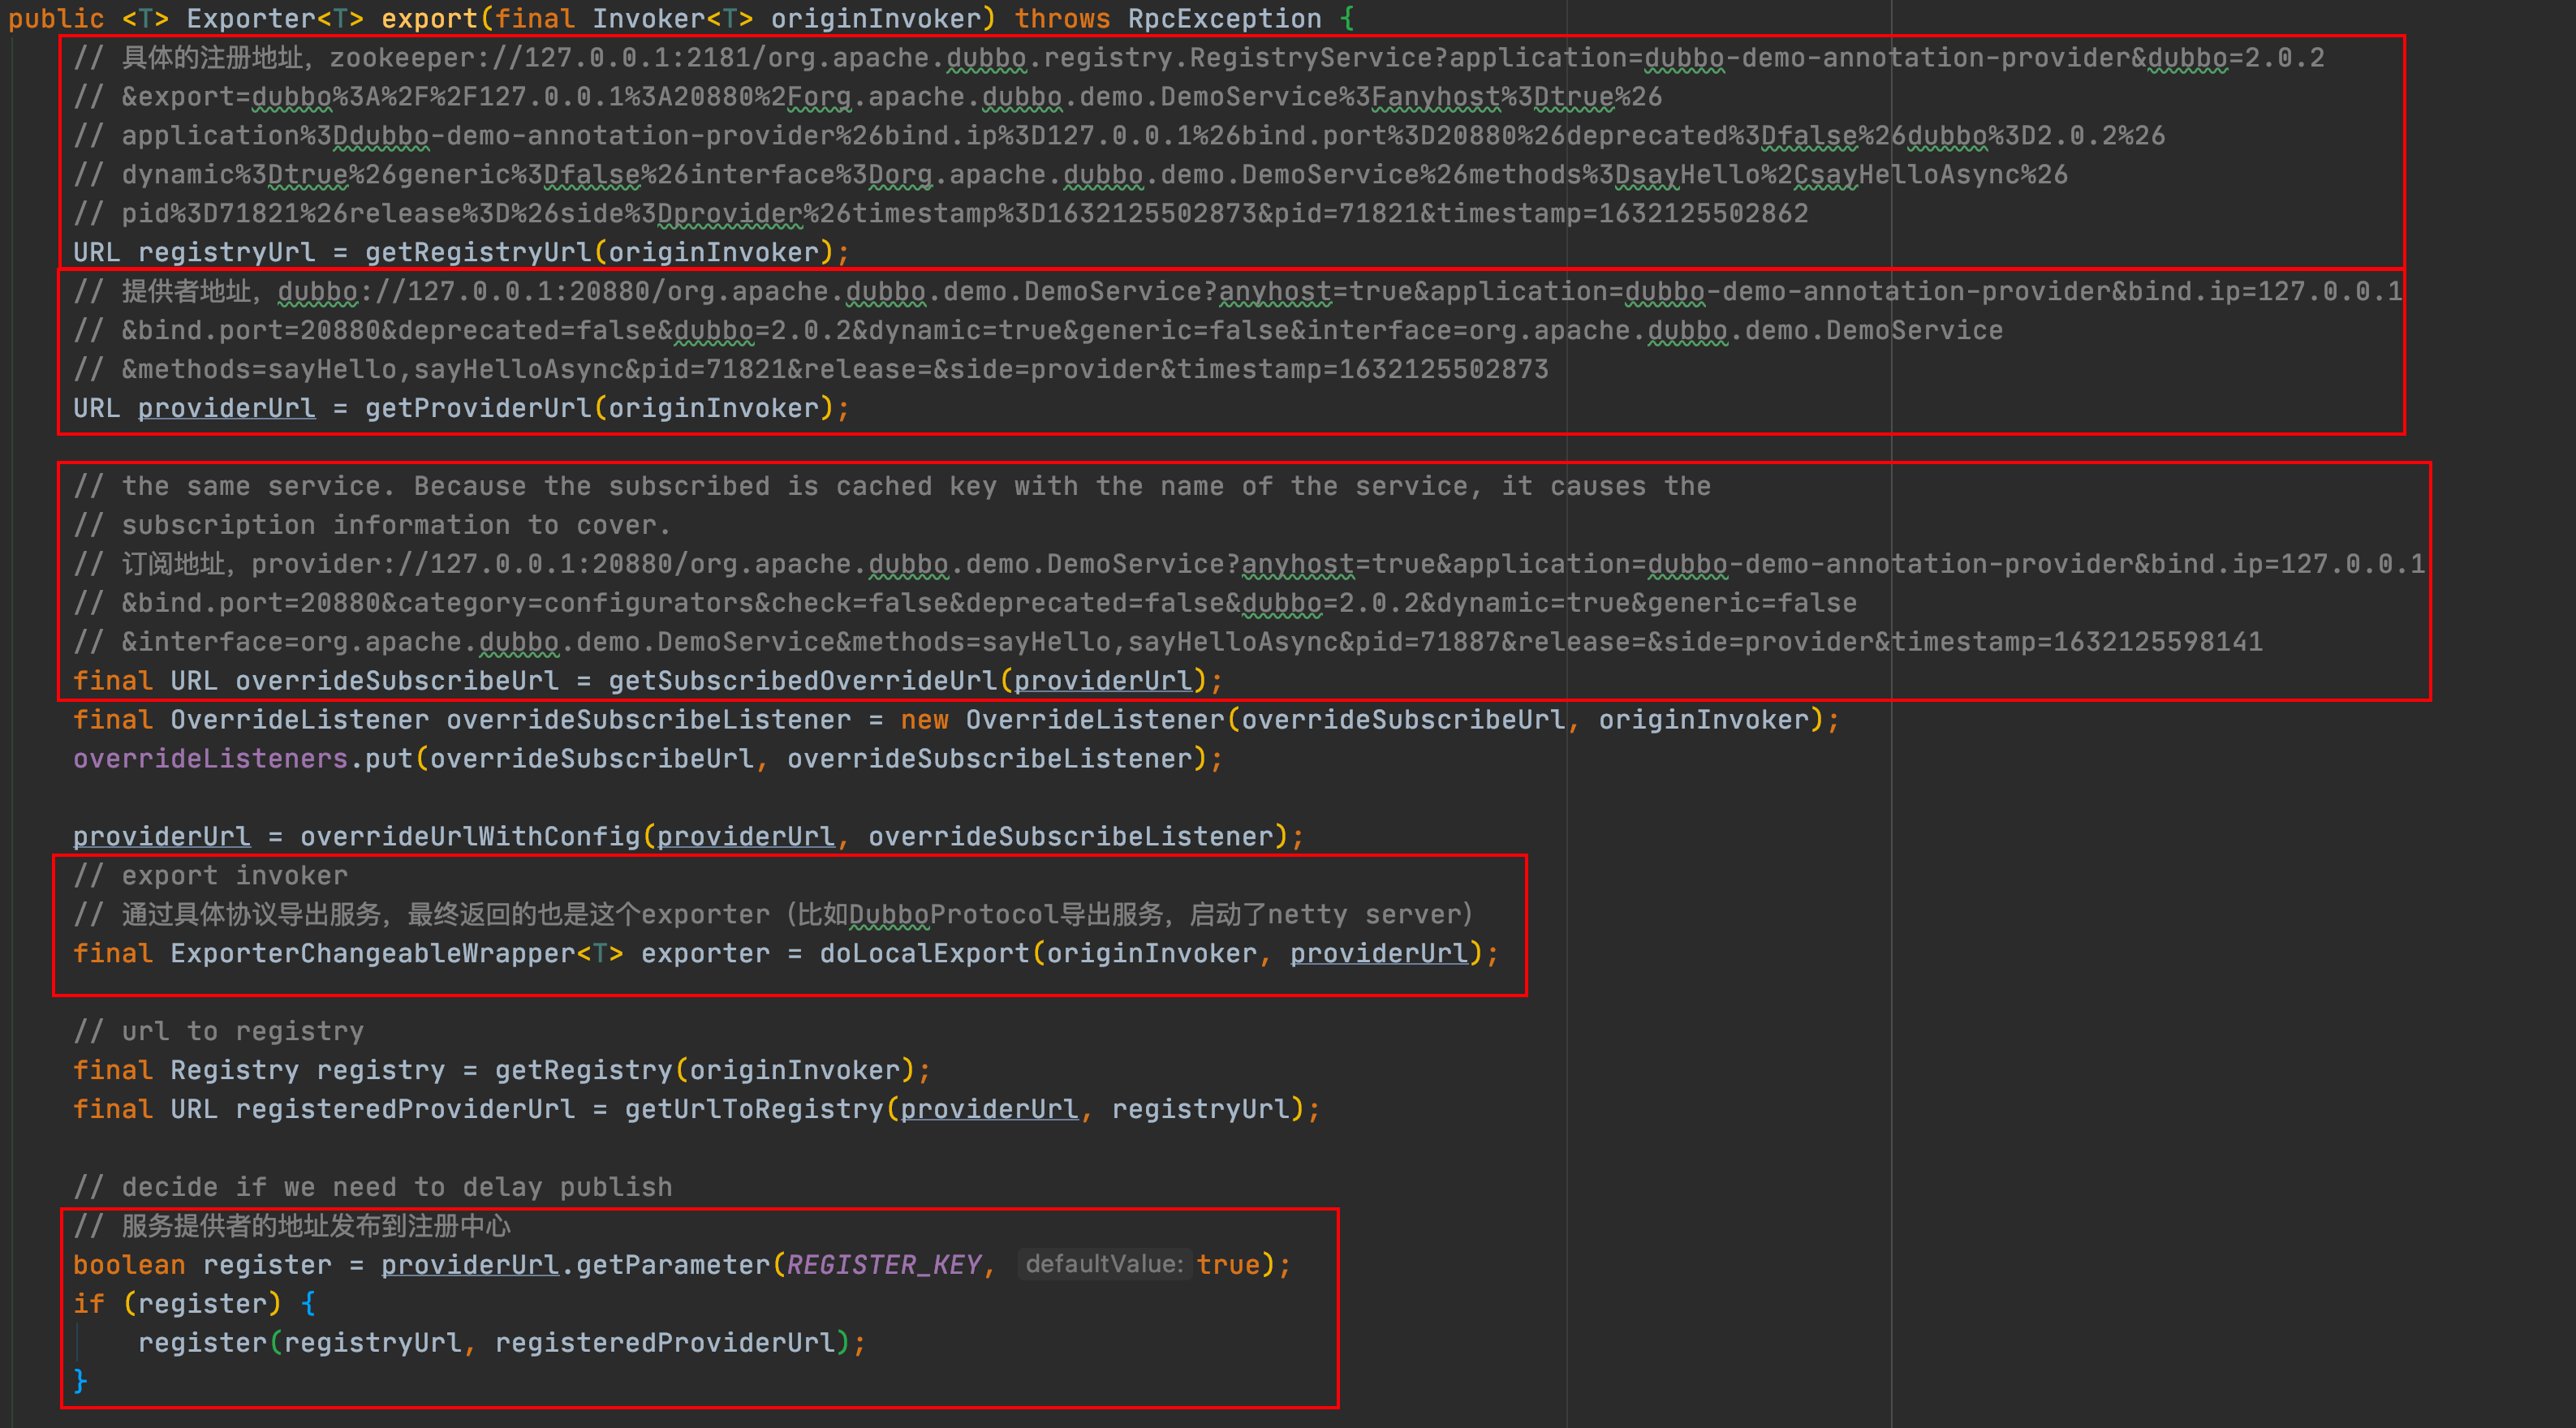 public <T> Exporter<T> export(final Invoker<T> originInvoker) throws RpcException {
// 具体的注册地址，zookeeper://127.0.0.1:2181/org.apache.dubbo.registry.RegistryService?application=dubbo-demo-annotation-provider&dubbo=2.0.2
// &export=dubbo%3A%2F%2F127.0.0.1%3A20880%2Forg.apache.dubbo.demo.DemoService%3Fanyhost%3Dtrue%26
// application%3Ddubbo-demo-annotation-provider%26bind.ip%3D127.0.0.1%26bind.port%3D20880%26deprecated%3Dfalse%26dubbo%3D2.0.2%26
// dynamic%3Dtrue%26generic%3Dfalse%26interface%3Dorg.apache.dubbo.demo.DemoService%26methods%3DsayHello%2CsayHelloAsync%26
// pid%3D71821%26release%3D%26side%3Dprovider%26timestamp%3D1632125502873&pid=71821&timestamp=1632125502862
URL registryUrl = getRegistryUrl(originInvoker);
// 提供者地址，dubbo://127.0.0.1:20880/org.apache.dubbo.demo.DemoService?anyhost=true&application=dubbo-demo-annotation-provider&bind.ip=127.0.0.1
// &bind.port=20880&deprecated=false&dubbo=2.0.2&dynamic=true&generic=false&interface=org.apache.dubbo.demo.DemoService
// &methods=sayHello,sayHelloAsync&pid=71821&release=&side=provider&timestamp=1632125502873
URL providerUrl = getProviderUrl(originInvoker);
// the same service. Because the subscribed is cached key with the name of the service, it causes the
// subscription information to cover.
// 订阅地址，provider://127.0.0.1:20880/org.apache.dubbo.demo.DemoService?anyhost=true&application=dubbo-demo-annotation-provider&bind.ip=127.0.0.1
// &bind.port=20880&category=configurators&check=false&deprecated=false&dubbo=2.0.2&dynamic=true&generic=false
// &interface=org.apache.dubbo.demo.DemoService&methods=sayHello,sayHelloAsync&pid=71887&release=&side=provider&timestamp=1632125598141
final URL overrideSubscribeUrl = getSubscribedOverrideUrl(providerUrl);
final OverrideListener overrideSubscribeListener = new OverrideListener(overrideSubscribeUrl, originInvoker);
overrideListeners.put(overrideSubscribeUrl, overrideSubscribeListener);
providerUrl = overrideUrlWithConfig(providerUrl, overrideSubscribeListener);
// export invoker
// 通过具体协议导出服务，最终返回的也是这个exporter（比如DubboProtocol导出服务，启动了netty server）
final ExporterChangeableWrapper<T> exporter = doLocalExport(originInvoker, providerUrl);
// url to registry
final Registry registry = getRegistry(originInvoker);
final URL registeredProviderUrl = getUrlToRegistry(providerUrl, registryUrl);
// decide if we need to delay publish
// 服务提供者的地址发布到注册中心
boolean register = providerUrl.getParameter(REGISTER_KEY, defaultValue: true);
if (register) {
register(registryUrl, registeredProviderUrl);
}